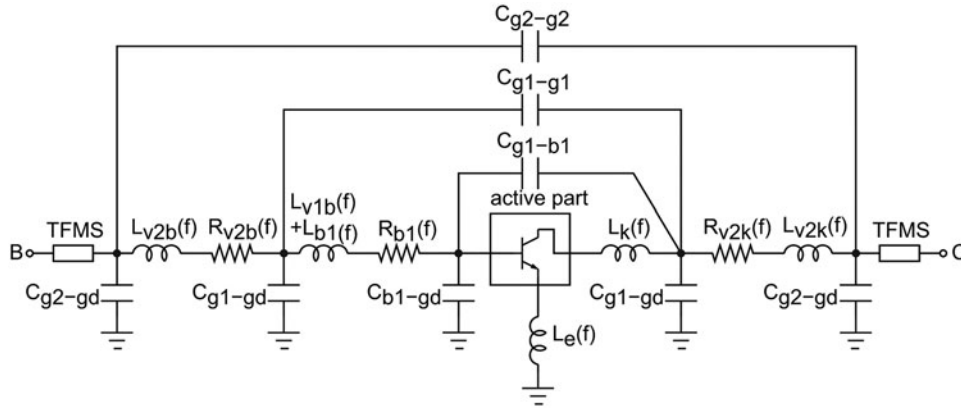 Cg2-g2
Cg1-g1
Cg1-b1
active part
Lv1b(f)
+Lb1(f)
TFMS Lv2b(f) Rv2b(f) Rb1(f) Lk(f) Rv2k(f) Lv2k(f) TFMS
B C
Cg2-gd Cg1-gd Cb1-gd Cg1-gd Cg2-gd
Le(f)